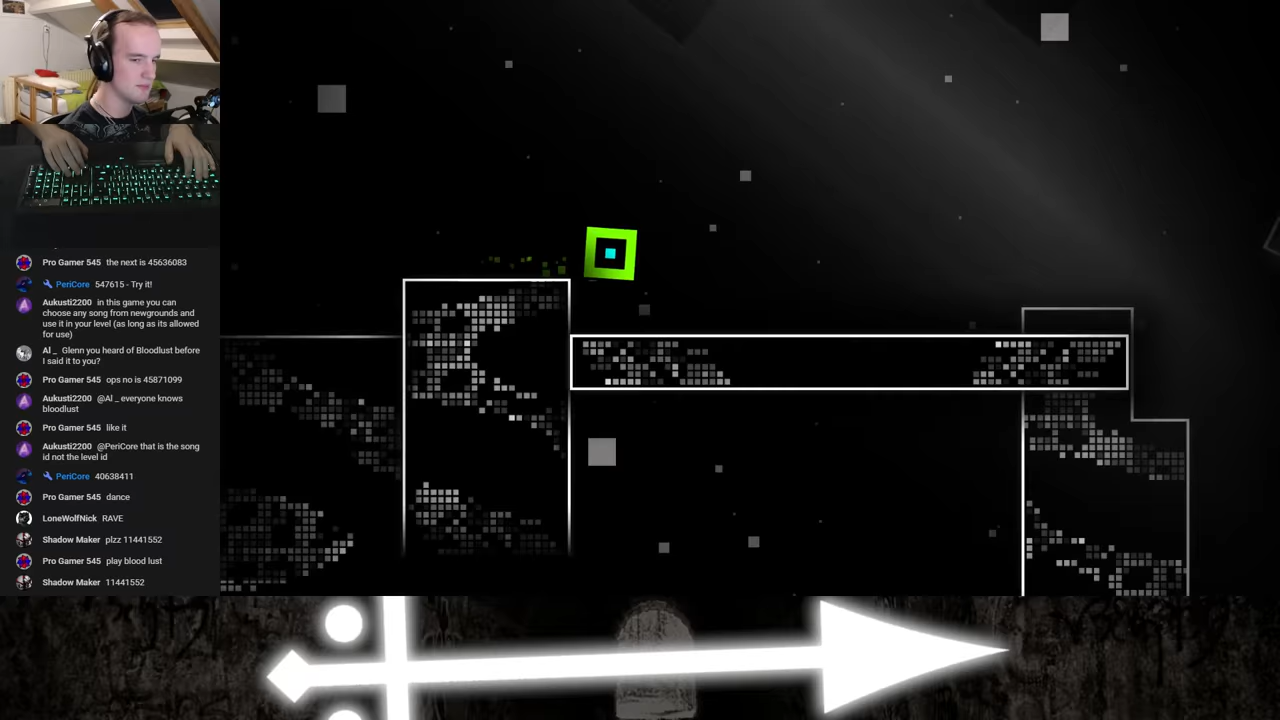 Pro Gamer 545 the next is 45636083
PeriCore 547615 - Try it!
Aukusti2200 in this game you can
choose any song from newgrounds and
use it in your level (as long as its allowed
for use)
Al _ Glenn you heard of Bloodlust before
I said it to you?
Pro Gamer 545 ops no is 45871099
Aukusti2200 @Al _ everyone knows
bloodlust
Pro Gamer 545 like it
Aukusti2200 @PeriCore that is the song
id not the level id
PeriCore 40638411
Pro Gamer 545 dance
LoneWolfNick RAVE
Shadow Maker plzz 11441552
Pro Gamer 545 play blood lust
Shadow Maker 11441552